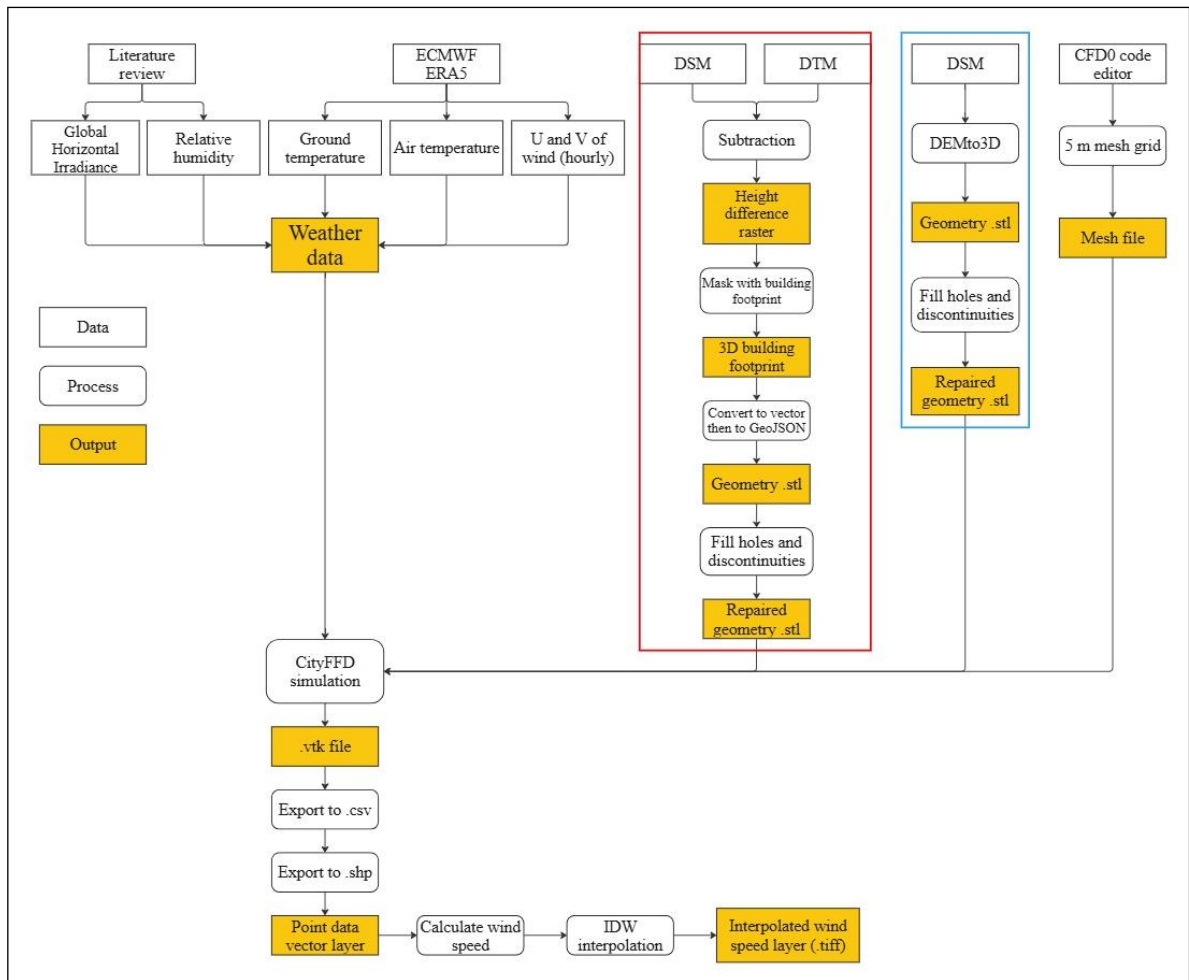 Literature
review
ECMWF
ERA5
DSM
DTM
DSM
CFD0 code
editor
Global
Horizontal
Irradiance
Relative
humidity
Ground
temperature
Air temperature
U and V of
wind (hourly)
Subtraction
DEMto3D
5 m mesh grid
Weather
data
Height
difference
raster
Geometry .stl
Mesh file
Mask with building
footprint
Fill holes and
discontinuities
Data
Process
Output
3D building
footprint
Repaired
geometry .stl
Convert to vector
then to GeoJSON
Geometry .stl
Fill holes and
discontinuities
Repaired
geometry .stl
CityFFD
simulation
.vtk file
Export to .csv
Export to .shp
Point data
vector layer
Calculate wind
speed
IDW
interpolation
Interpolated wind
speed layer (.tiff)